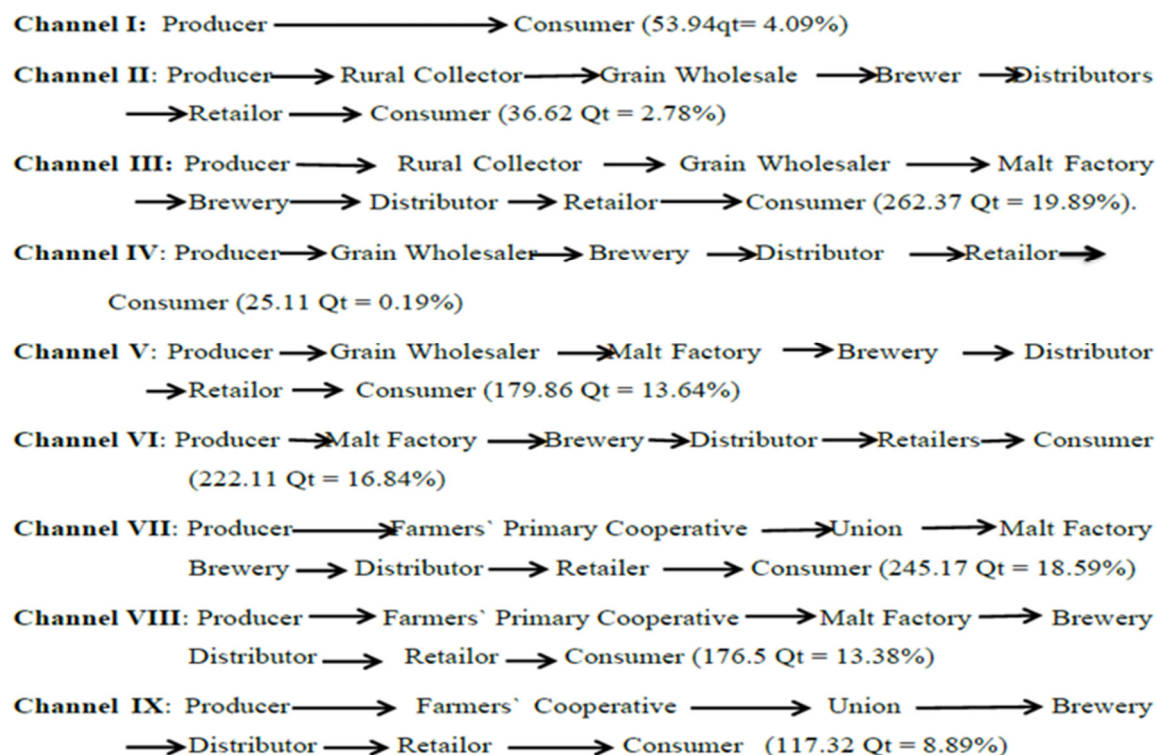 Channel I: Producer ⟶ Consumer (53.94qt= 4.09%)
Channel II: Producer ⟶ Rural Collector ⟶ Grain Wholesale ⟶ Brewer ⟶ Distributors
⟶ Retailor ⟶ Consumer (36.62 Qt = 2.78%)
Channel III: Producer ⟶ Rural Collector ⟶ Grain Wholesaler ⟶ Malt Factory
⟶ Brewery ⟶ Distributor ⟶ Retailor ⟶ Consumer (262.37 Qt = 19.89%).
Channel IV: Producer ⟶ Grain Wholesaler ⟶ Brewery ⟶ Distributor ⟶ Retailor ⟶
Consumer (25.11 Qt = 0.19%)
Channel V: Producer ⟶ Grain Wholesaler ⟶ Malt Factory ⟶ Brewery ⟶ Distributor
⟶ Retailor ⟶ Consumer (179.86 Qt = 13.64%)
Channel VI: Producer ⟶ Malt Factory ⟶ Brewery ⟶ Distributor ⟶ Retailers ⟶ Consumer
(222.11 Qt = 16.84%)
Channel VII: Producer ⟶ Farmers` Primary Cooperative ⟶ Union ⟶ Malt Factory
Brewery ⟶ Distributor ⟶ Retailer ⟶ Consumer (245.17 Qt = 18.59%)
Channel VIII: Producer ⟶ Farmers` Primary Cooperative ⟶ Malt Factory ⟶ Brewery
Distributor ⟶ Retailor ⟶ Consumer (176.5 Qt = 13.38%)
Channel IX: Producer ⟶ Farmers` Cooperative ⟶ Union ⟶ Brewery
⟶ Distributor ⟶ Retailor ⟶ Consumer (117.32 Qt = 8.89%)